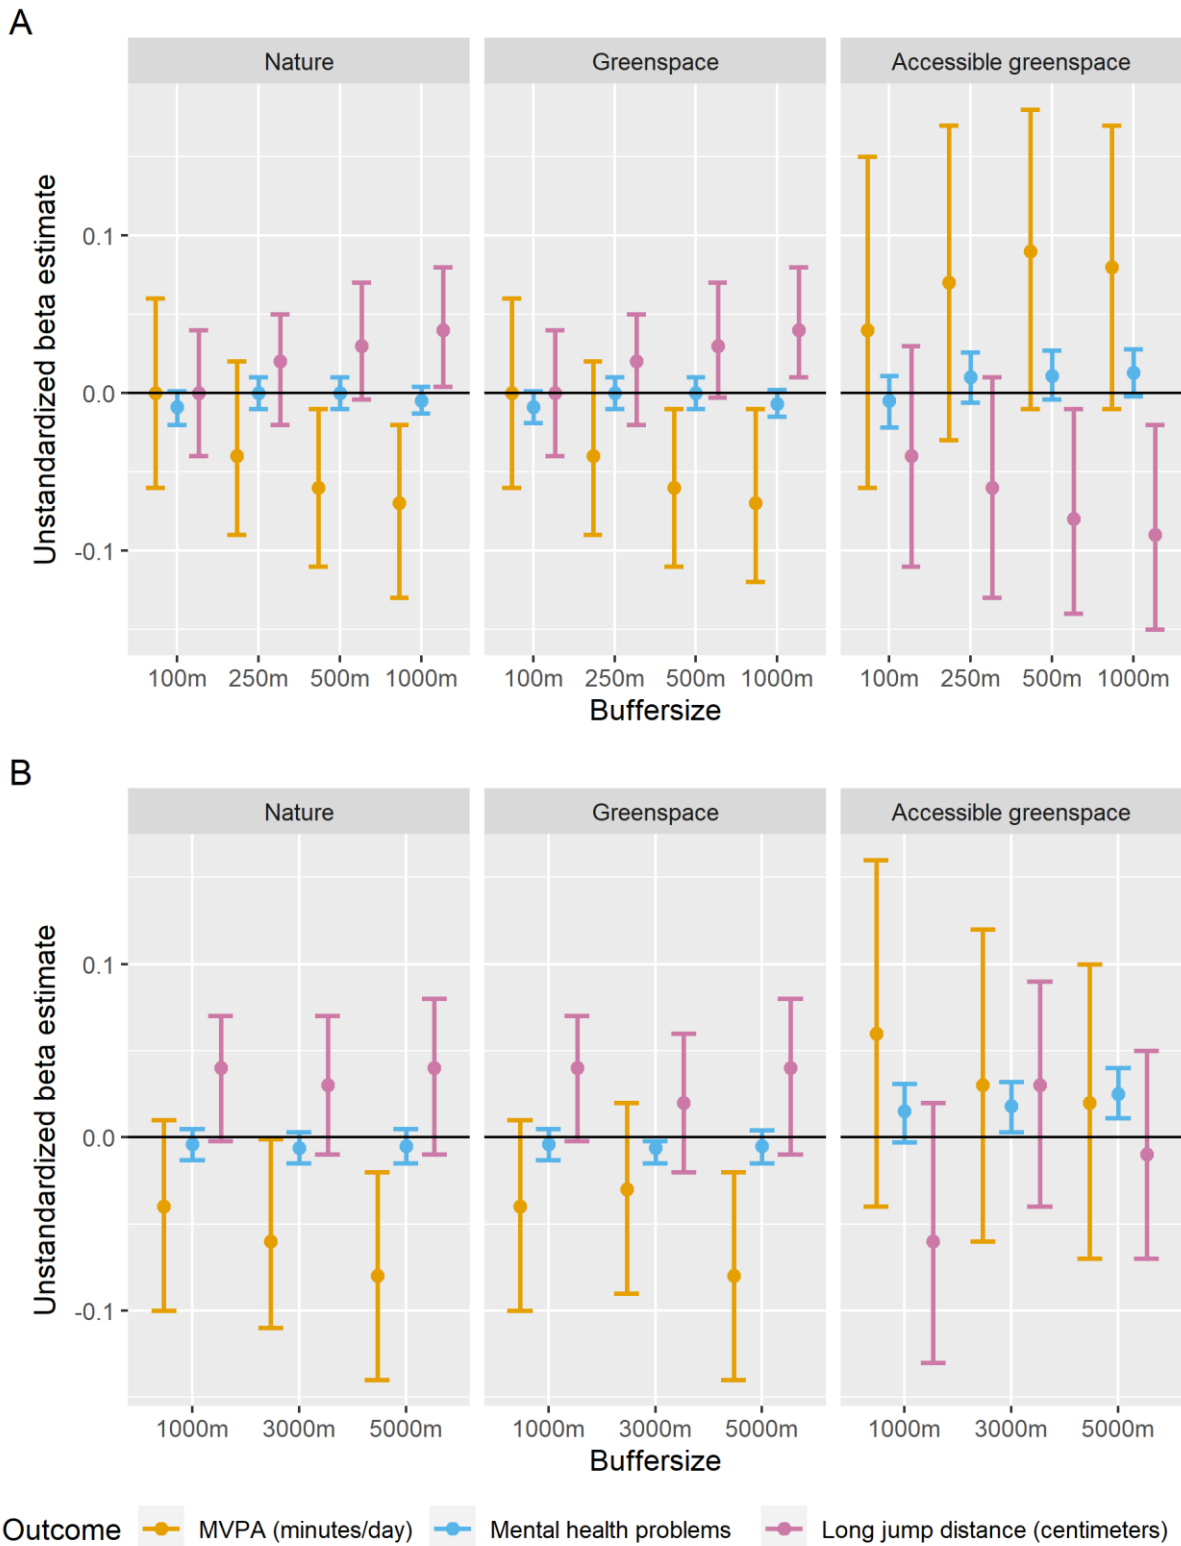 A
Nature Greenspace Accessible greenspace
Unstandardized beta estimate
0.1
0.0
-0.1
100m 250m 500m 1000m 100m 250m 500m 1000m 100m 250m 500m 1000m
Buffersize
B
Nature Greenspace Accessible greenspace
Unstandardized beta estimate
0.1
0.0
-0.1
1000m 3000m 5000m 1000m 3000m 5000m 1000m 3000m 5000m
Buffersize
Outcome MVPA (minutes/day) Mental health problems Long jump distance (centimeters)